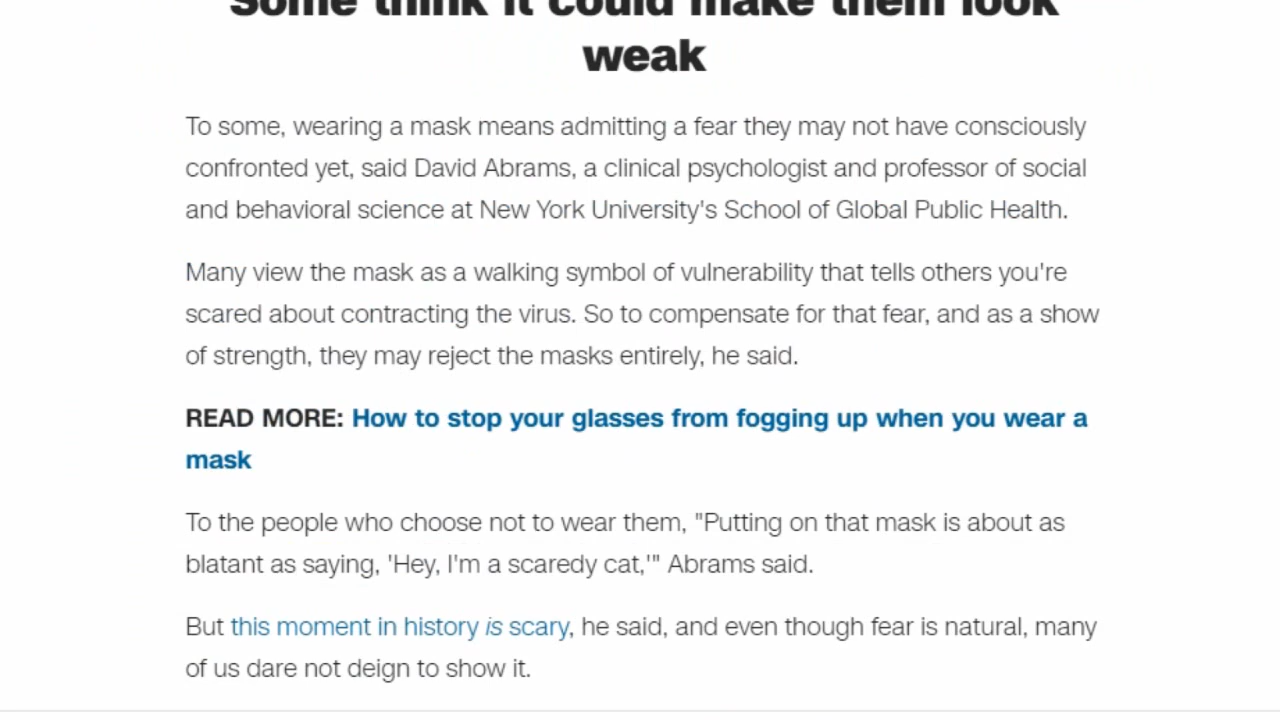 Some think it could make them look
weak
To some, wearing a mask means admitting a fear they may not have consciously
confronted yet, said David Abrams, a clinical psychologist and professor of social
and behavioral science at New York University's School of Global Public Health.
Many view the mask as a walking symbol of vulnerability that tells others you're
scared about contracting the virus. So to compensate for that fear, and as a show
of strength, they may reject the masks entirely, he said.
READ MORE: How to stop your glasses from fogging up when you wear a
mask
To the people who choose not to wear them, "Putting on that mask is about as
blatant as saying, 'Hey, I'm a scaredy cat,'" Abrams said.
But this moment in history is scary, he said, and even though fear is natural, many
of us dare not deign to show it.